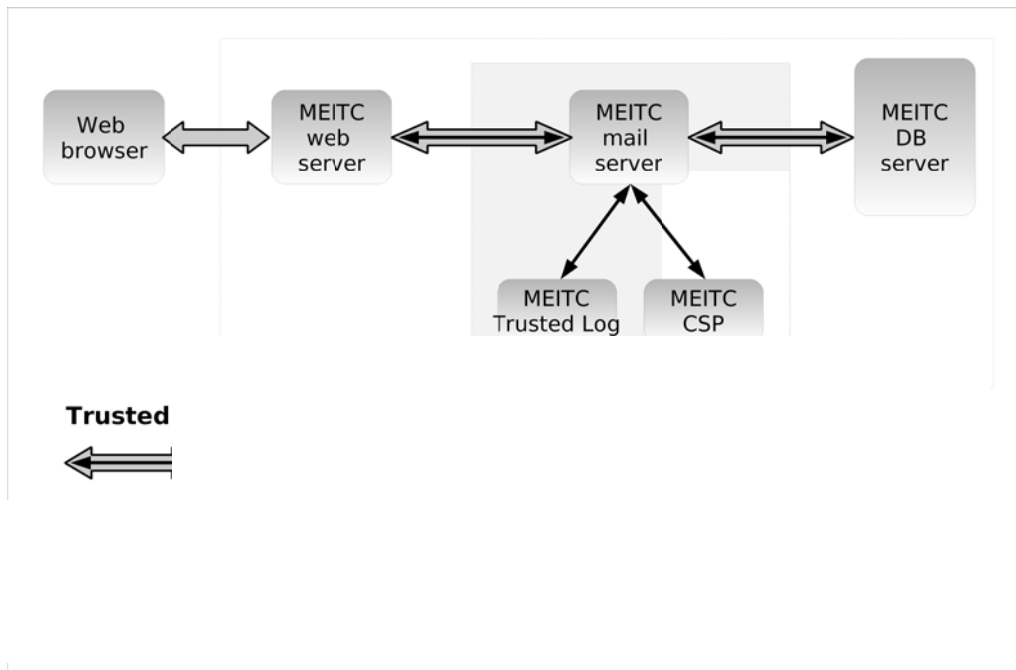 Web
browser
MEITC
web
server
MEITC
mail
server
MEITC
DB
server
MEITC
Trusted Log
MEITC
CSP
Trusted